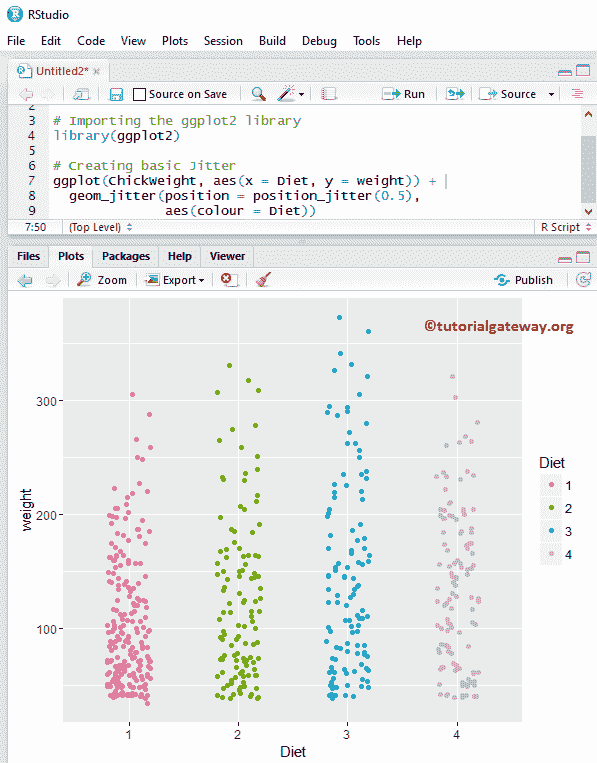 RStudio
File Edit Code View Plots Session Build Debug Tools Help
Untitled2* ×
Source on Save Run Source
2
3 # Importing the ggplot2 library
4 library(ggplot2)
5
6 # Creating basic Jitter
7 ggplot(ChickWeight, aes(x = Diet, y = weight)) +
8 geom_jitter(position = position_jitter(0.5),
9 aes(colour = Diet))
7:50 (Top Level) R Script
Files Plots Packages Help Viewer
Zoom Export Publish
©tutorialgateway.org
300
200
100
weight
1 2 3 4
Diet
Diet
1
2
3
4